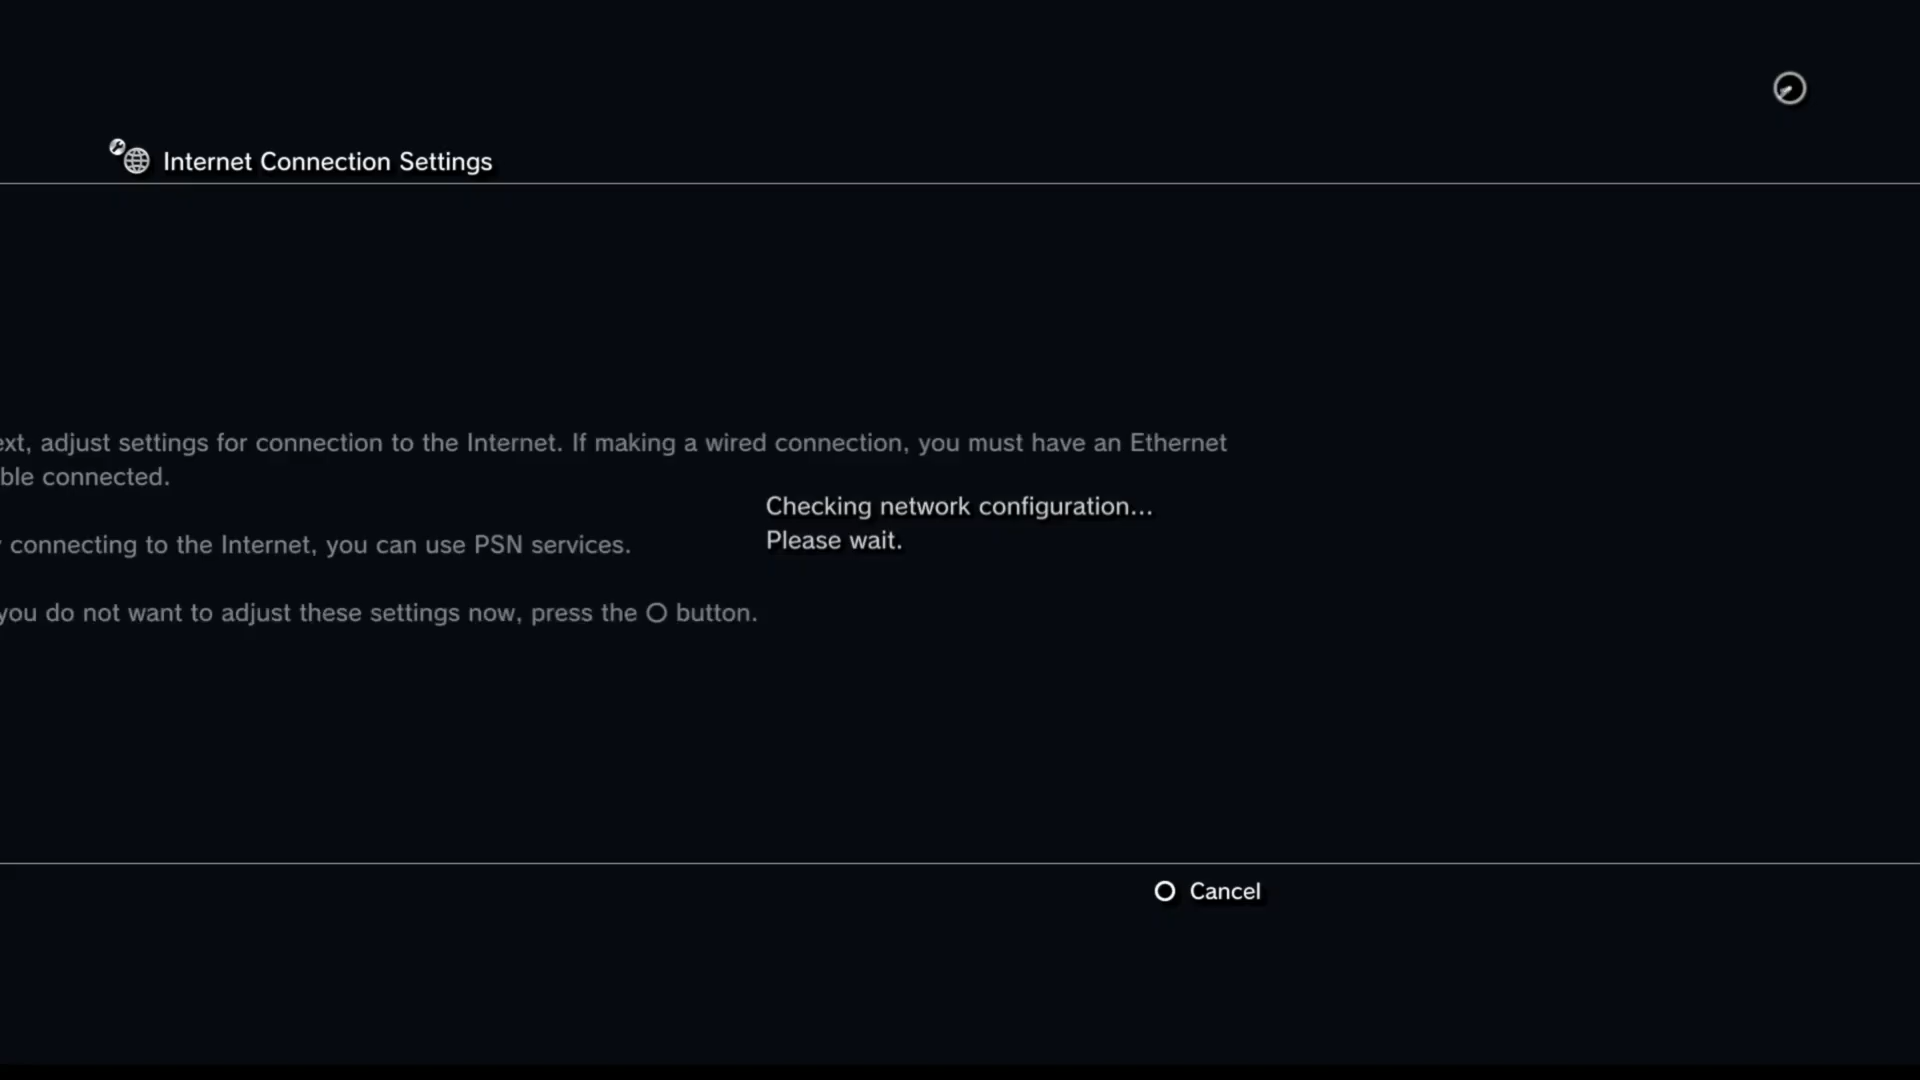 Internet Connection Settings
ext, adjust settings for connection to the Internet. If making a wired connection, you must have an Ethernet
ble connected.
Checking network configuration...
Please wait.
connecting to the Internet, you can use PSN services.
you do not want to adjust these settings now, press the O button.
Cancel